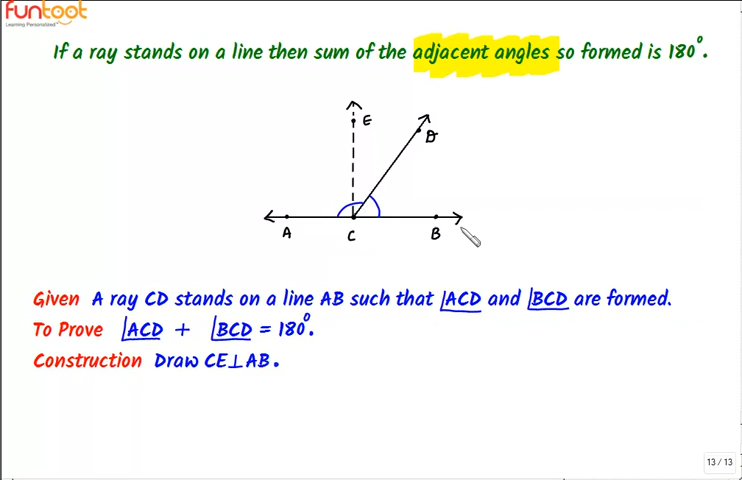 funtoot
Learning Personalized
If a ray stands on a line then sum of the adjacent angles so formed is 180°.
E
D
A
C
B
Given A ray CD stands on a line AB such that ∠ACD and ∠BCD are formed.
To Prove ∠ACD + ∠BCD = 180°.
Construction Draw CE⊥AB.
13 / 13